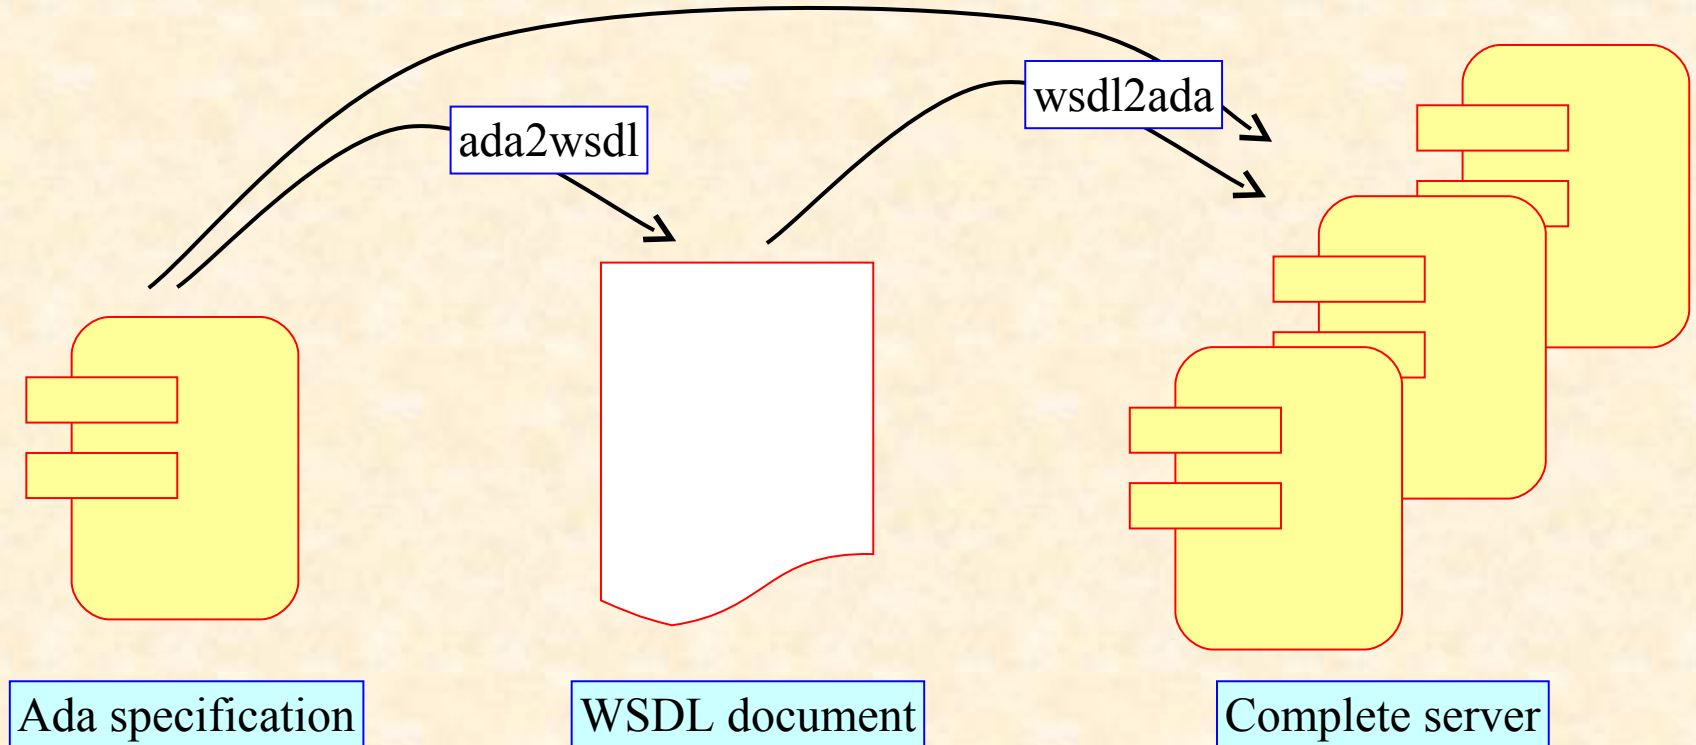 wsdl2ada
ada2wsdl
Ada specification
WSDL document
Complete server